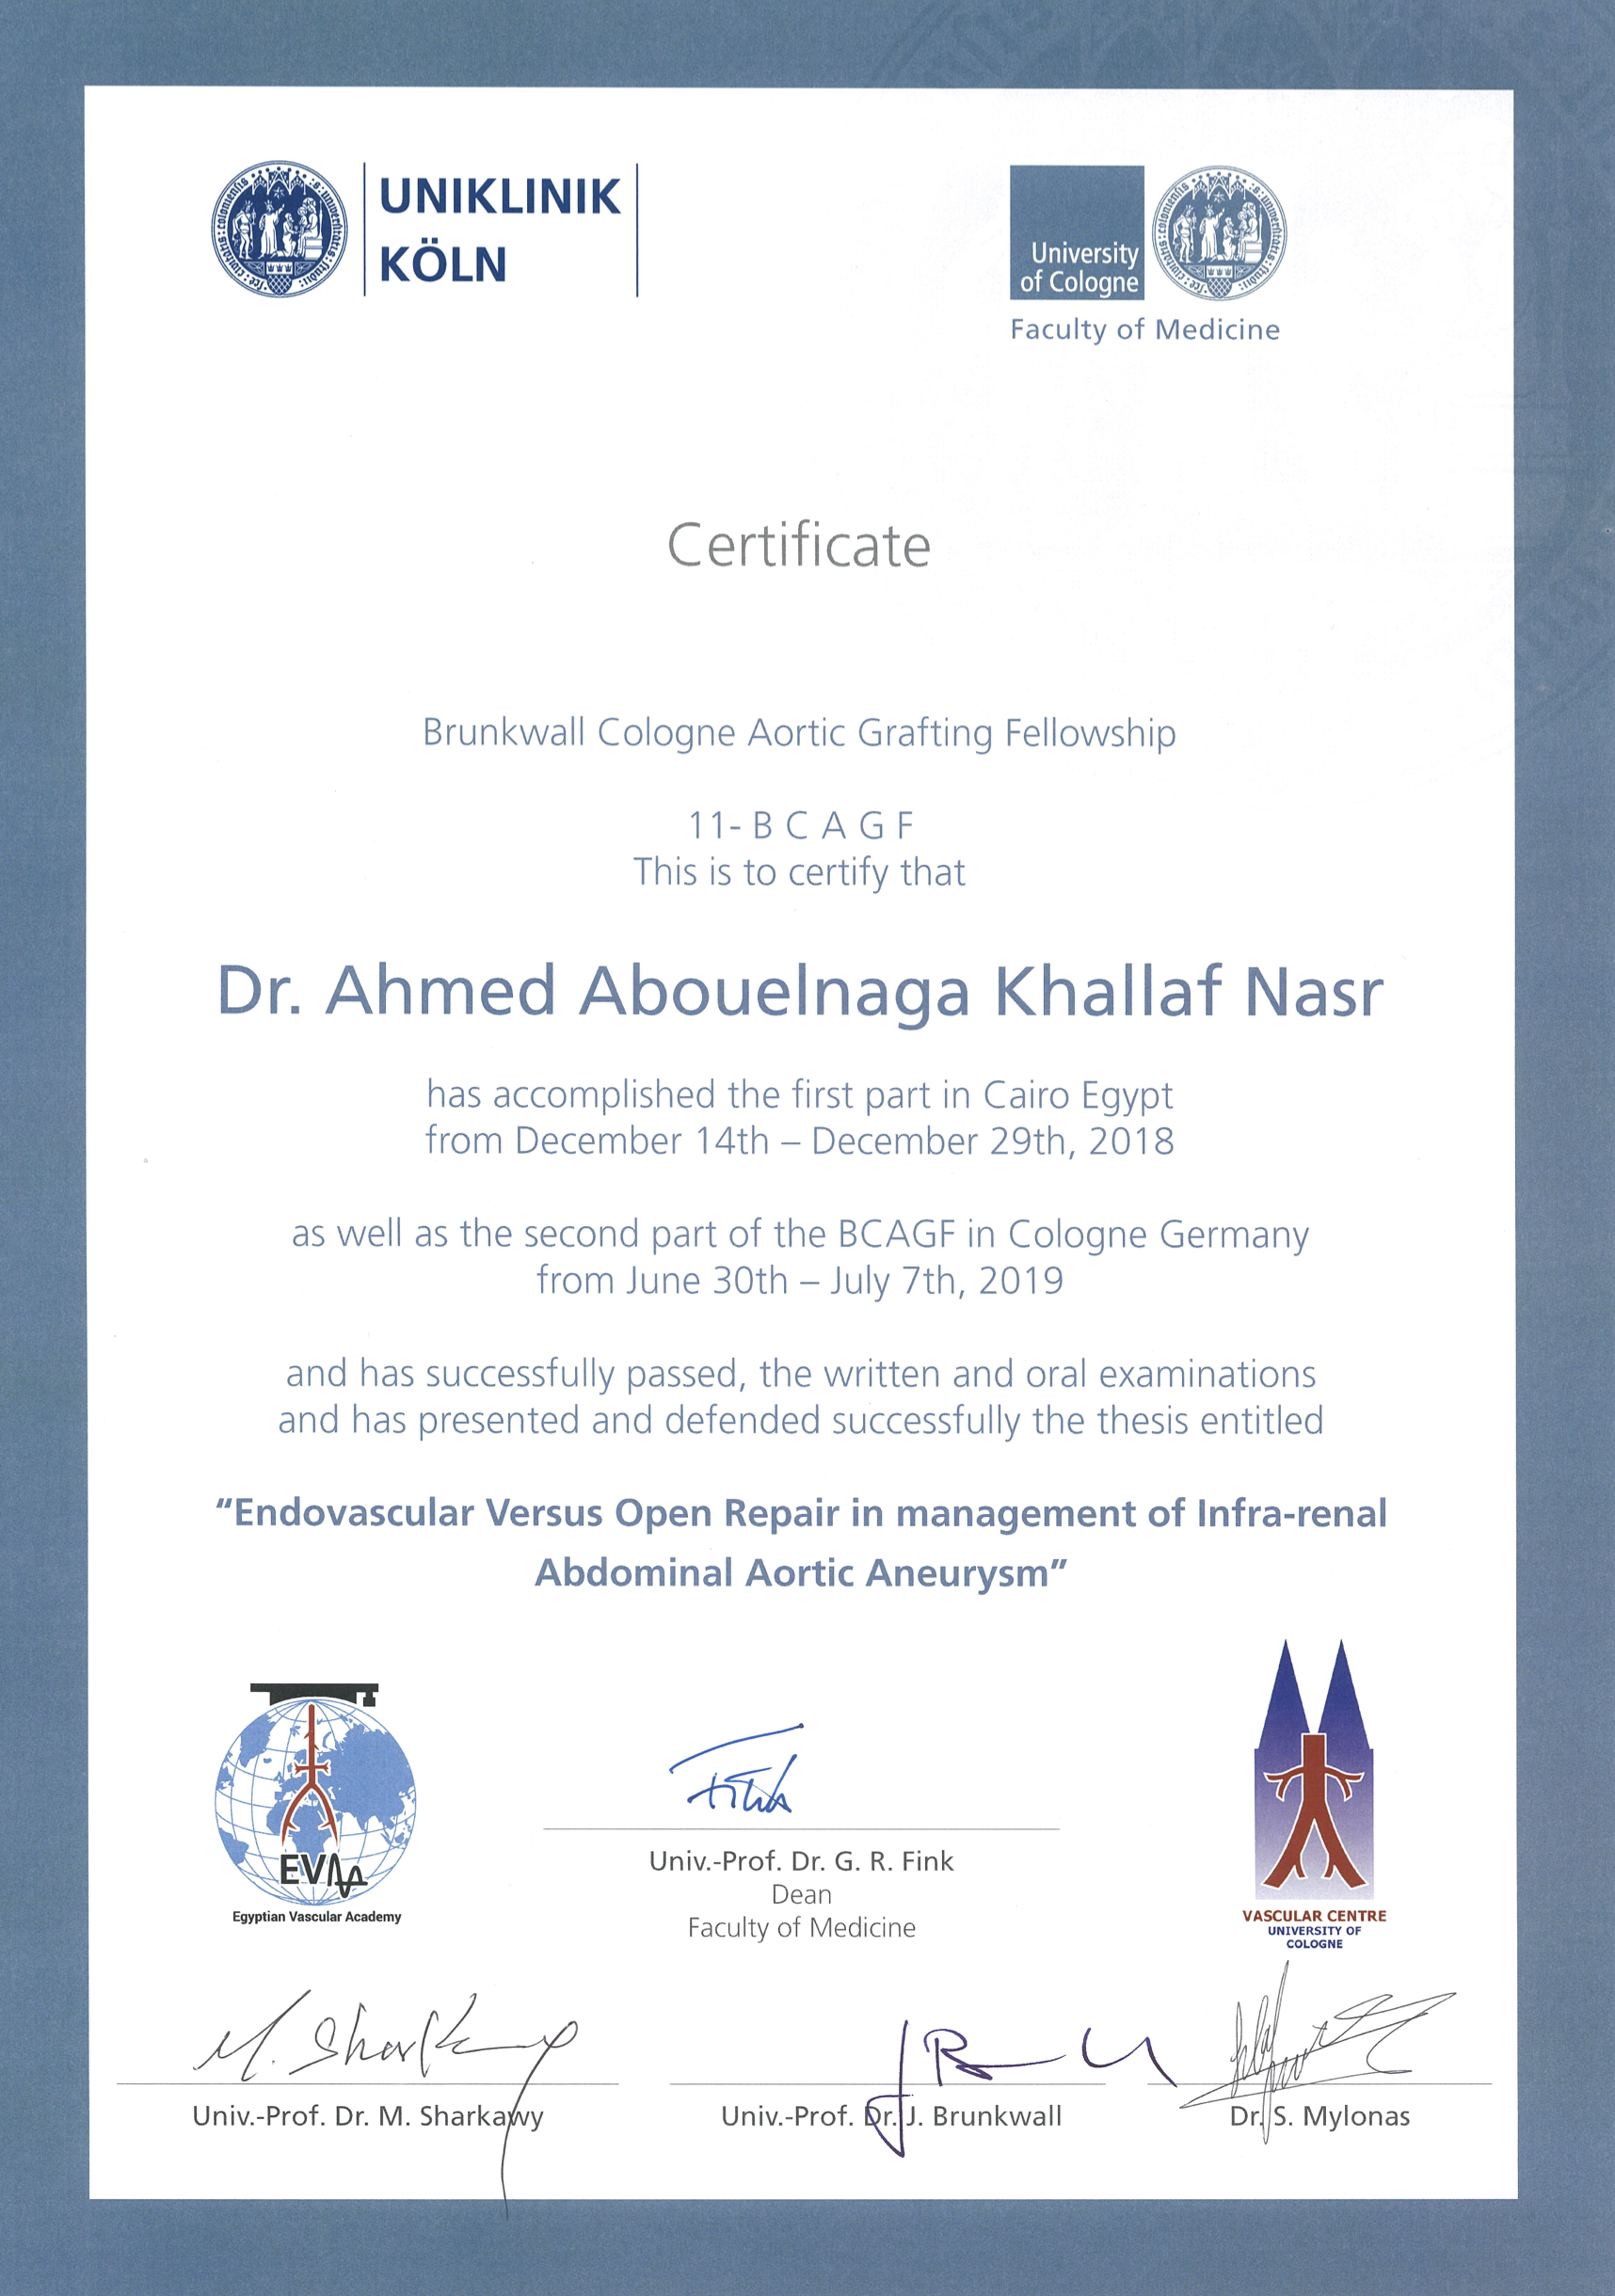 UNIKLINIK
KÖLN
University
of Cologne
Faculty of Medicine
Certificate
Brunkwall Cologne Aortic Grafting Fellowship
11- B C A G F
This is to certify that
Dr. Ahmed Abouelnaga Khallaf Nasr
has accomplished the first part in Cairo Egypt
from December 14th – December 29th, 2018
as well as the second part of the BCAGF in Cologne Germany
from June 30th – July 7th, 2019
and has successfully passed, the written and oral examinations
and has presented and defended successfully the thesis entitled
“Endovascular Versus Open Repair in management of Infra-renal
Abdominal Aortic Aneurysm”
EVA
Egyptian Vascular Academy
Fink
Univ.-Prof. Dr. G. R. Fink
Dean
Faculty of Medicine
VASCULAR CENTRE
UNIVERSITY OF
COLOGNE
M. Sharkawy
Univ.-Prof. Dr. M. Sharkawy
Univ.-Prof. Dr. J. Brunkwall
Dr. S. Mylonas